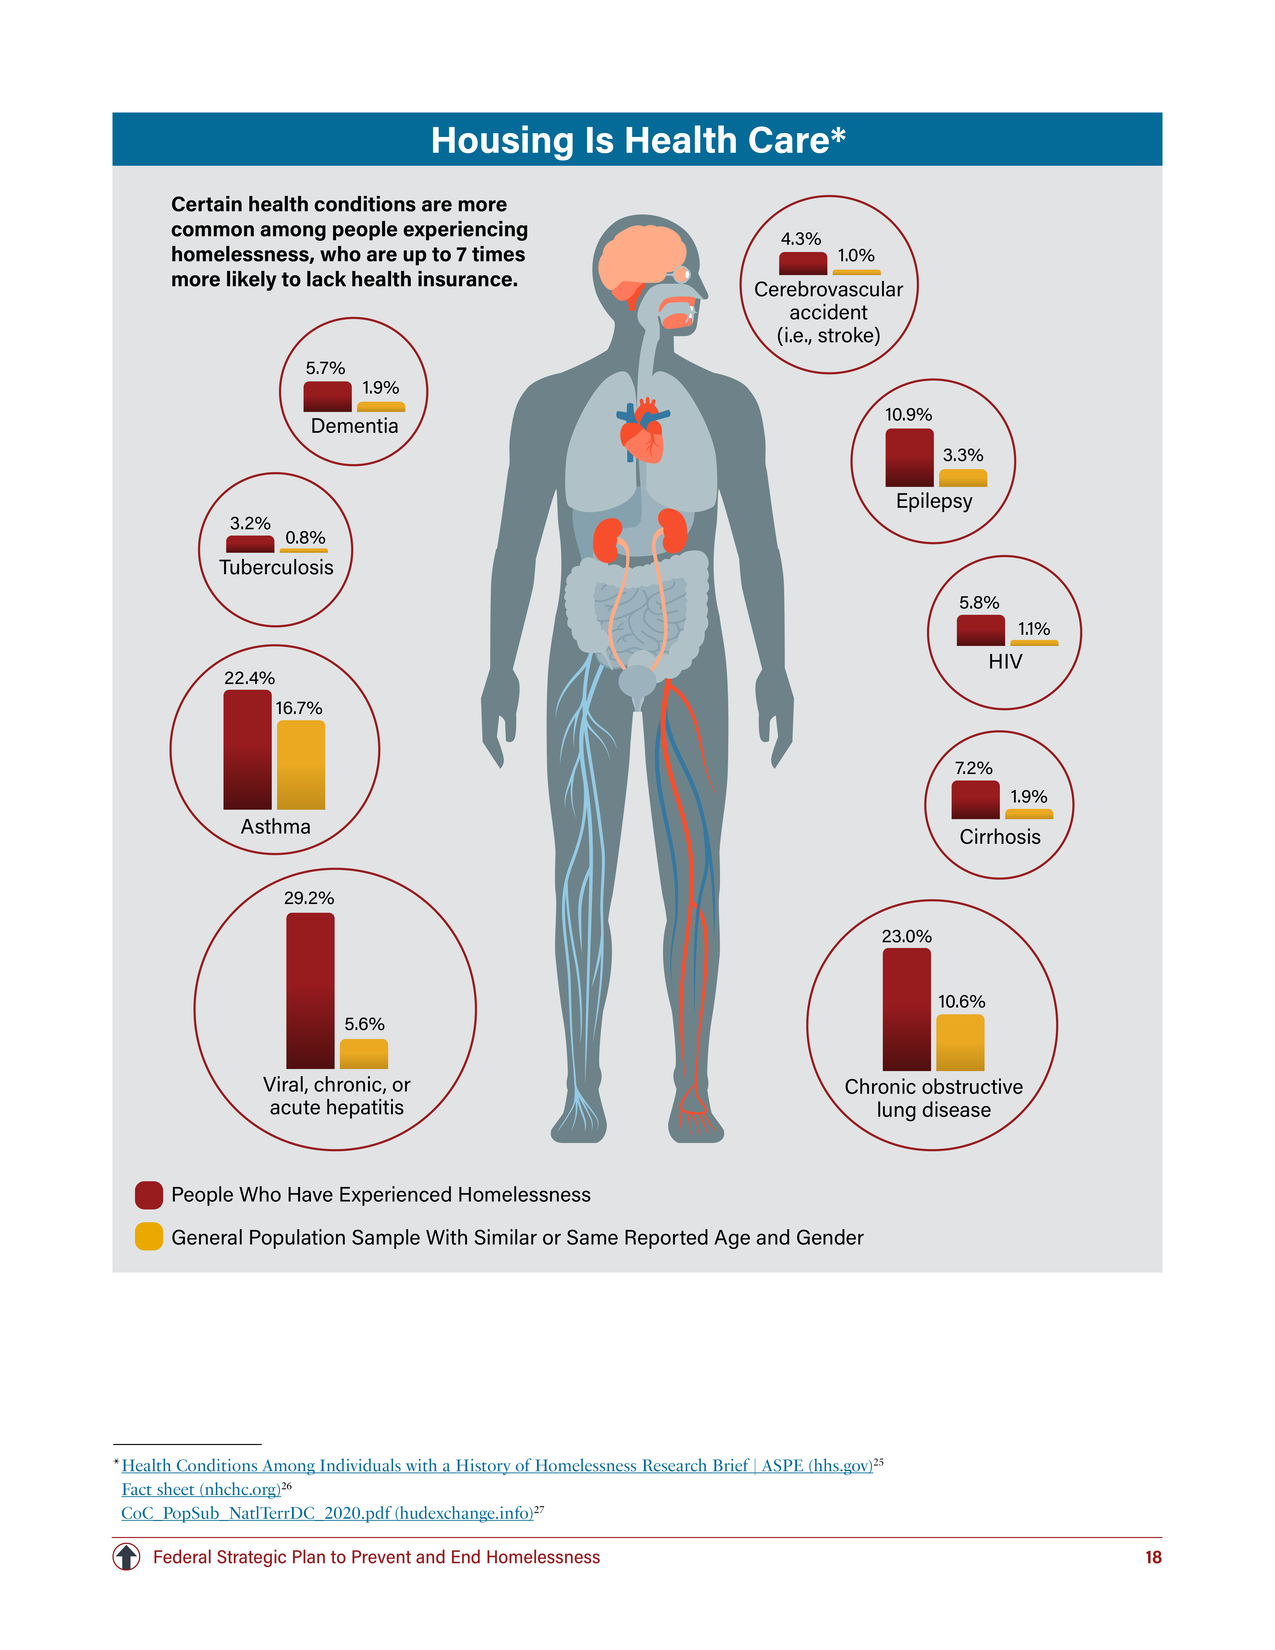 Housing Is Health Care*
Certain health conditions are more
common among people experiencing
homelessness, who are up to 7 times
more likely to lack health insurance.
4.3%
1.0%
Cerebrovascular
accident
(i.e., stroke)
5.7%
1.9%
Dementia
10.9%
3.3%
Epilepsy
3.2%
0.8%
Tuberculosis
5.8%
1.1%
HIV
22.4%
16.7%
Asthma
7.2%
1.9%
Cirrhosis
29.2%
5.6%
Viral, chronic, or
acute hepatitis
23.0%
10.6%
Chronic obstructive
lung disease
People Who Have Experienced Homelessness
General Population Sample With Similar or Same Reported Age and Gender
*Health Conditions Among Individuals with a History of Homelessness Research Brief | ASPE (hhs.gov)25
Fact sheet (nhchc.org)26
CoC_PopSub_NatlTerrDC_2020.pdf (hudexchange.info)27
Federal Strategic Plan to Prevent and End Homelessness 18